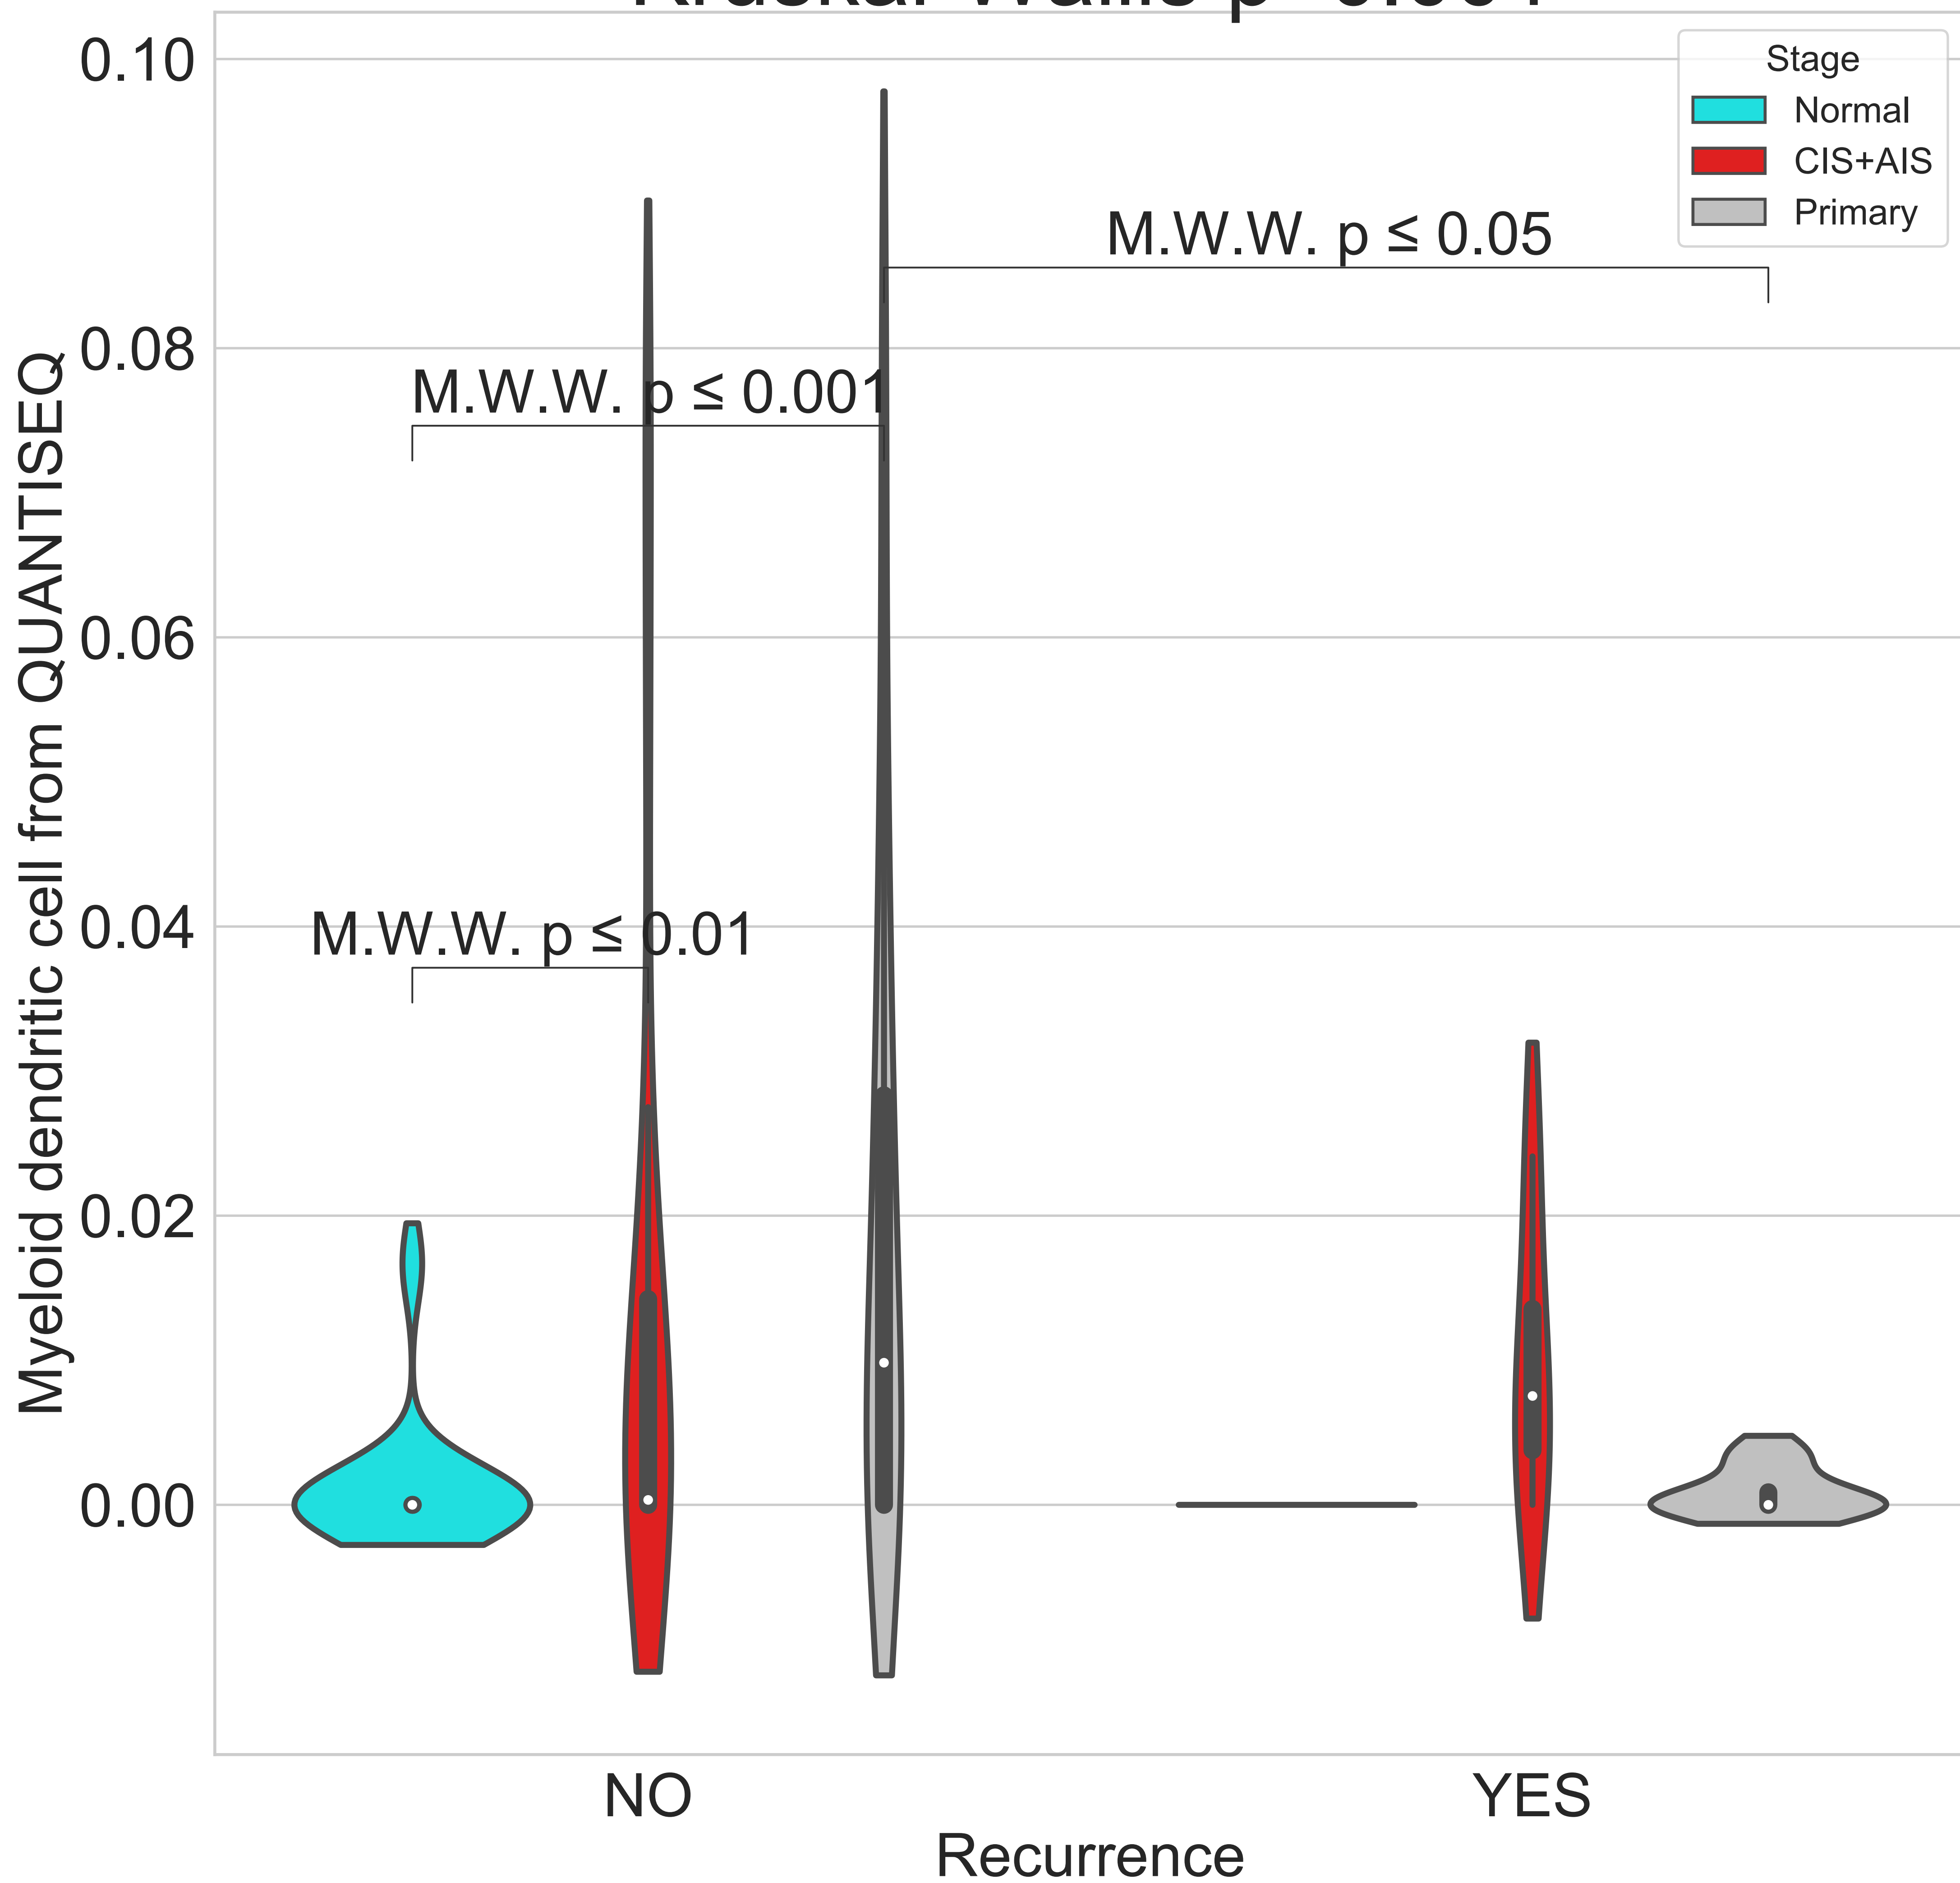 Stage
Normal
CIS+AIS
Primary
M.W.W. p ≤ 0.05
M.W.W. p ≤ 0.001
M.W.W. p ≤ 0.01
Myeloid dendritic cell from QUANTISEQ
0.10
0.08
0.06
0.04
0.02
0.00
NO
YES
Recurrence